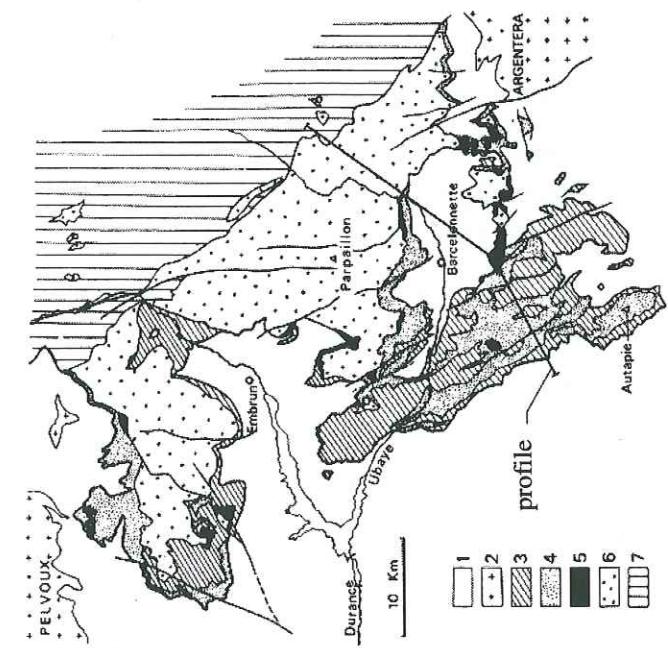 PELVOUX
ARGENTERA
Parpaillon
Barcelonnette
Embrun
Ubaye
Durance
Autapie
profile
10 Km
1
2
3
4
5
6
7